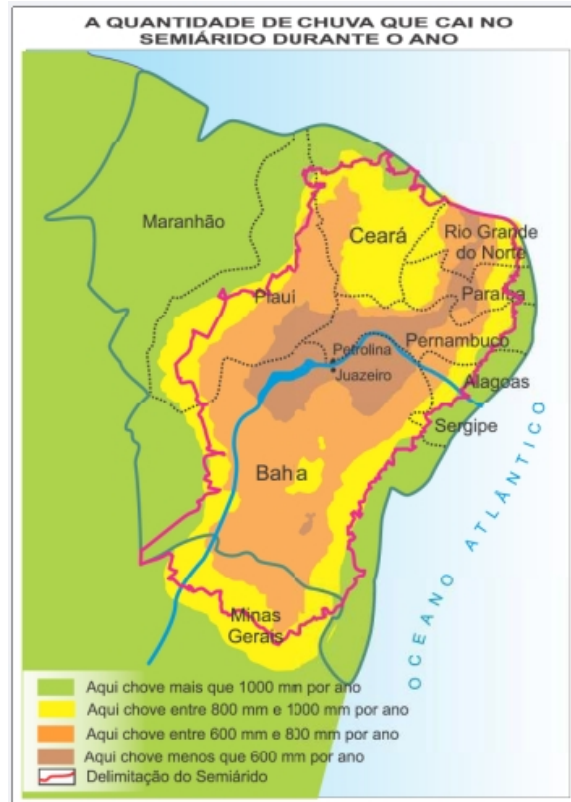 A QUANTIDADE DE CHUVA QUE CAI NO
SEMIÁRIDO DURANTE O ANO
Maranhão
Ceará
Rio Grande
do Norte
Piauí
Paraíba
Petrolina
Pernambuco
Juazeiro
Alagoas
Sergipe
Bahia
OCEANO ATLÂNTICO
Minas
Gerais
Aqui chove mais que 1000 mm por ano
Aqui chove entre 800 mm e 1000 mm por ano
Aqui chove entre 600 mm e 800 mm por ano
Aqui chove menos que 600 mm por ano
Delimitação do Semiárido